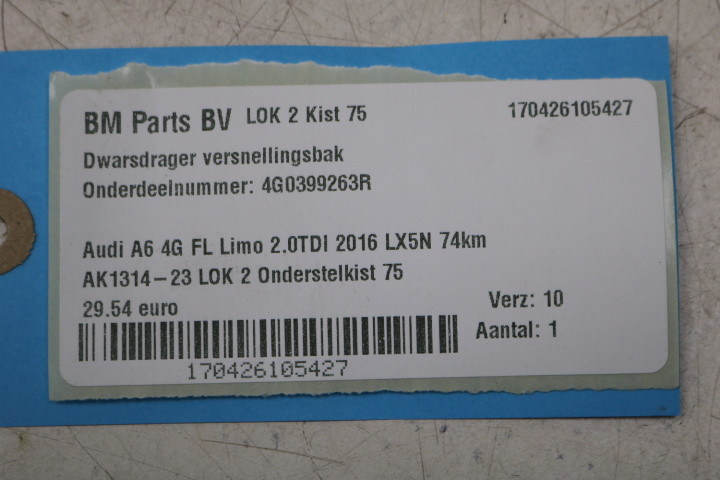 BM Parts BV LOK 2 Kist 75 170426105427
Dwarsdrager versnellingsbak
Onderdeelnummer: 4G0399263R
Audi A6 4G FL Limo 2.0TDI 2016 LX5N 74km
AK1314-23 LOK 2 Onderstelkist 75
29.54 euro Verz: 10
Aantal: 1
170426105427